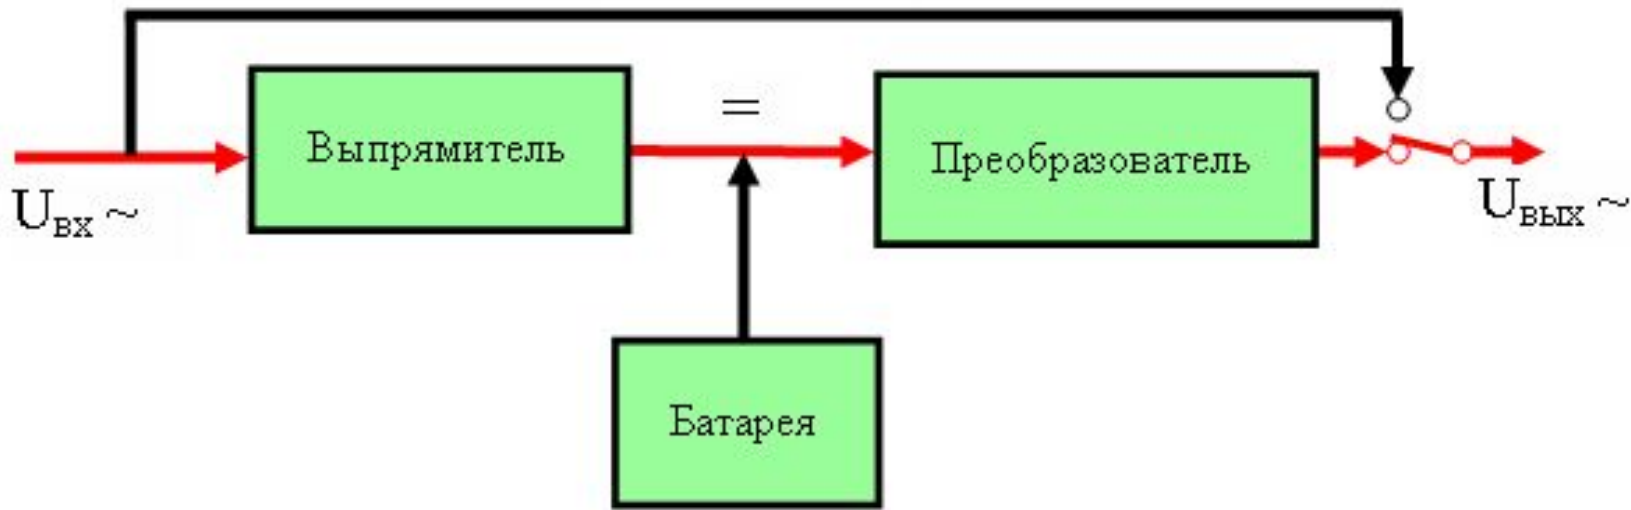 =
Выпрямитель
Преобразователь
Uвх ~
Uвых ~
Батарея